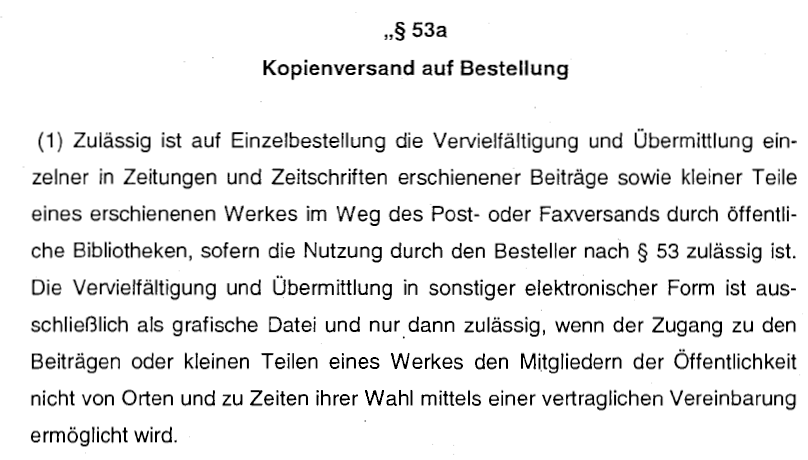 „§ 53a
Kopienversand auf Bestellung
(1) Zulässig ist auf Einzelbestellung die Vervielfältigung und Übermittlung ein-
zelner in Zeitungen und Zeitschriften erschienener Beiträge sowie kleiner Teile
eines erschienenen Werkes im Weg des Post- oder Faxversands durch öffentli-
che Bibliotheken, sofern die Nutzung durch den Besteller nach § 53 zulässig ist.
Die Vervielfältigung und Übermittlung in sonstiger elektronischer Form ist aus-
schließlich als grafische Datei und nur dann zulässig, wenn der Zugang zu den
Beiträgen oder kleinen Teilen eines Werkes den Mitgliedern der Öffentlichkeit
nicht von Orten und zu Zeiten ihrer Wahl mittels einer vertraglichen Vereinbarung
ermöglicht wird.